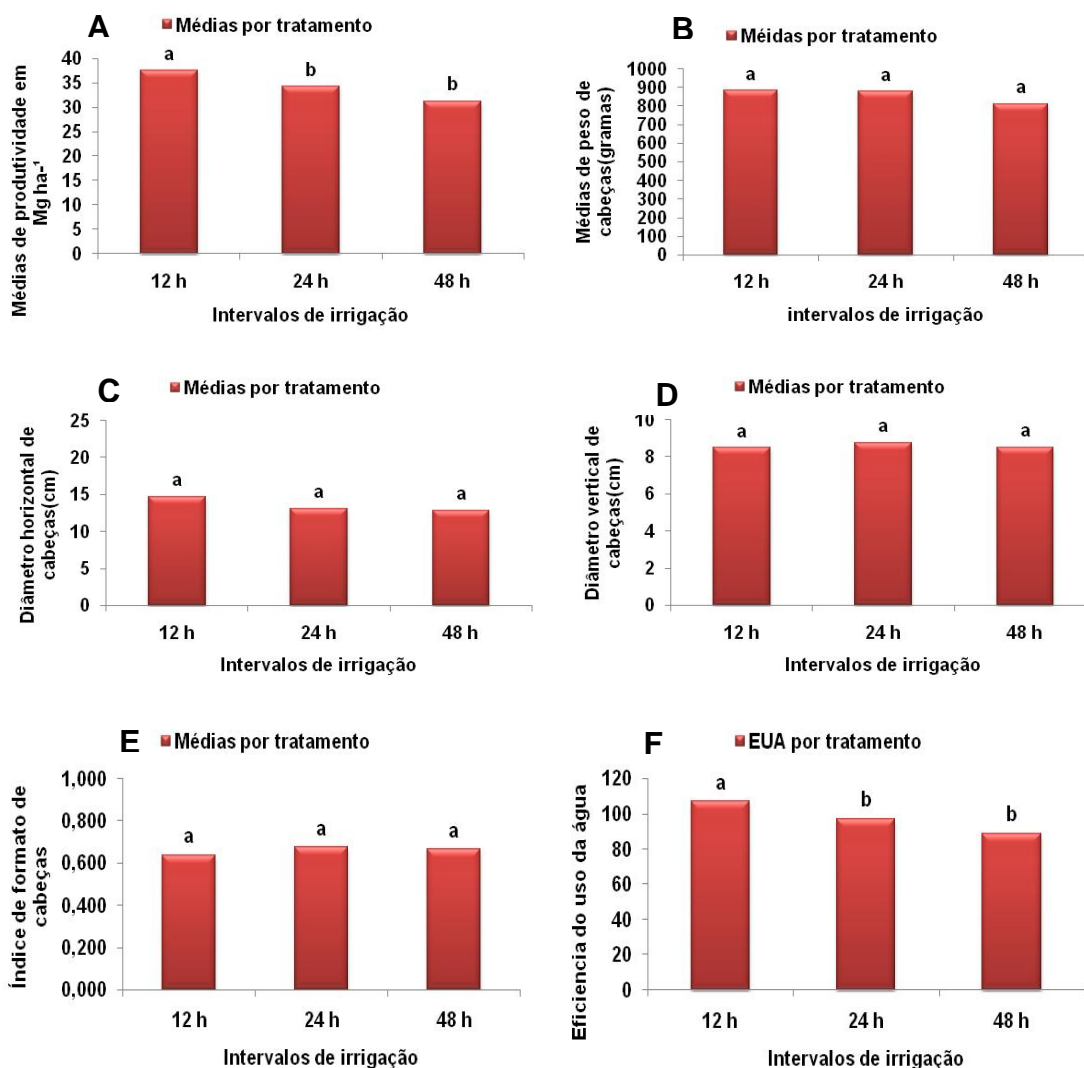 A
Médias por tratamento
Médias de produtividade em
Mg ha-¹
40
35
30
25
20
15
10
5
0
a
b
b
12 h
24 h
48 h
Intervalos de irrigação
B
Méidas por tratamento
Médias de peso de
cabeças(gramas)
1000
900
800
700
600
500
400
300
200
100
0
a
a
a
12 h
24 h
48 h
intervalos de irrigação
C
Médias por tratamento
Diâmetro horizontal de
cabeças(cm)
25
20
15
10
5
0
a
a
a
12 h
24 h
48 h
Intervalos de irrigação
D
Médias por tratamento
Diâmetro vertical de
cabeças(cm)
10
8
6
4
2
0
a
a
a
12 h
24 h
48 h
Intervalos de irrigação
E
Médias por tratamento
Índice de formato de
cabeças
1,000
0,800
0,600
0,400
0,200
0,000
a
a
a
12 h
24 h
48 h
Intervalos de irrigação
F
EUA por tratamento
Eficiencia do uso da água
120
100
80
60
40
20
0
a
b
b
12 h
24 h
48 h
Intervalos de irrigação